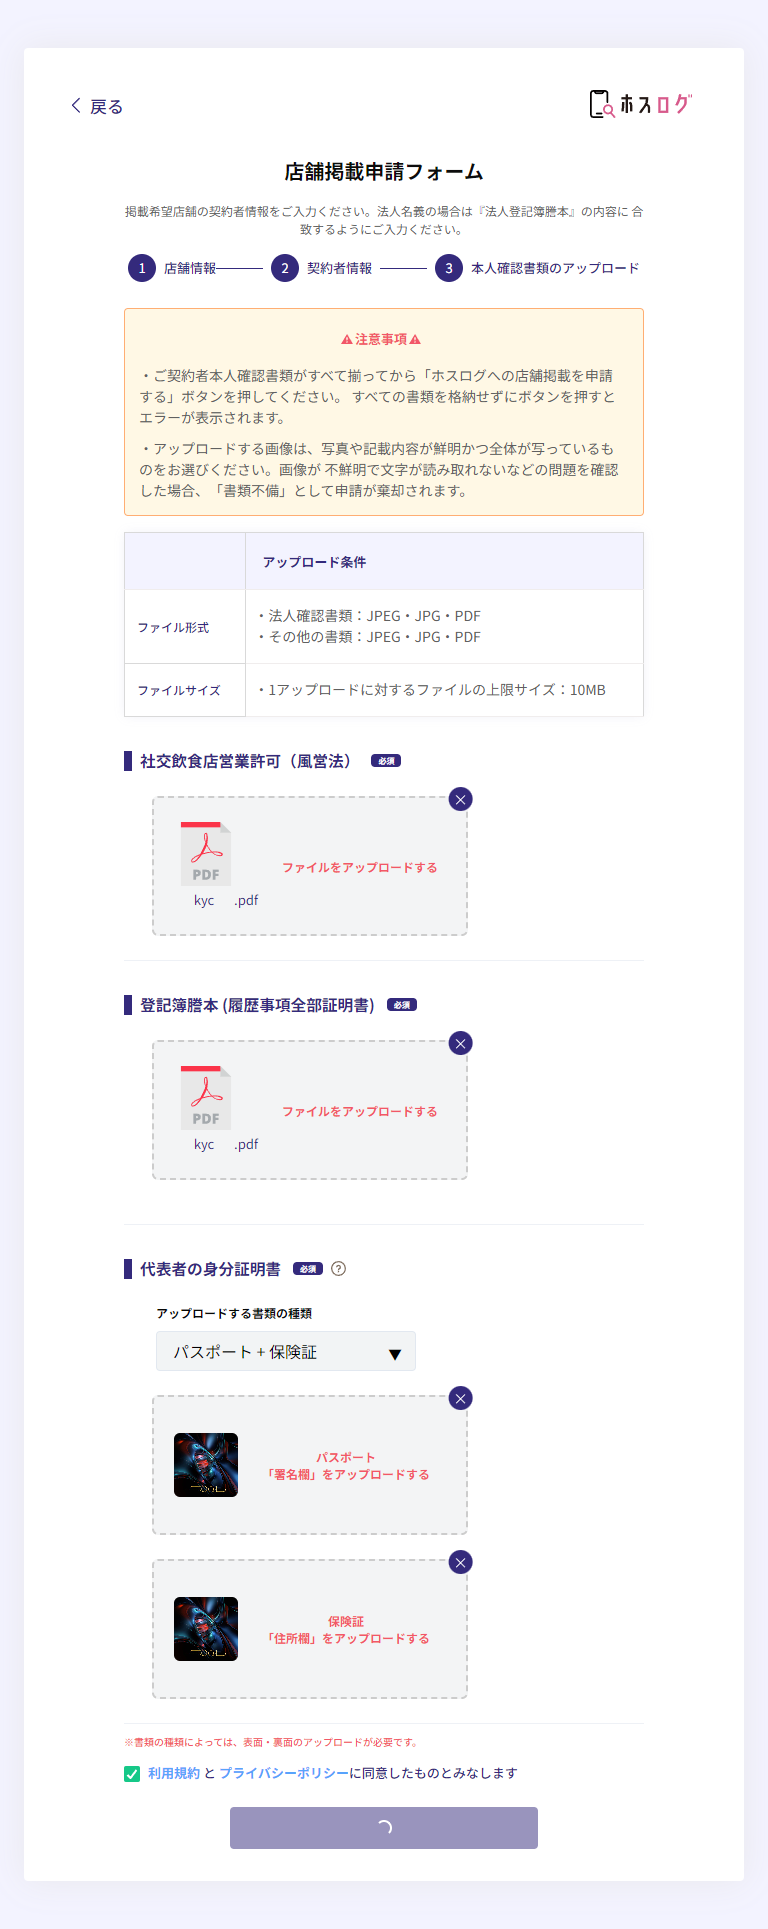 戻る
ホスログ
店舗掲載申請フォーム
掲載希望店舗の契約者情報をご入力ください。法人名義の場合は『法人登記簿謄本』の内容に 合
致するようにご入力ください。
1 店舗情報 2 契約者情報 3 本人確認書類のアップロード
注意事項
・ご契約者本人確認書類がすべて揃ってから「ホスログへの店舗掲載を申請
する」ボタンを押してください。 すべての書類を格納せずにボタンを押すと
エラーが表示されます。
・アップロードする画像は、写真や記載内容が鮮明かつ全体が写っているも
のをお選びください。画像が 不鮮明で文字が読み取れないなどの問題を確認
した場合、「書類不備」として申請が棄却されます。
アップロード条件
ファイル形式
・法人確認書類：JPEG・JPG・PDF
・その他の書類：JPEG・JPG・PDF
ファイルサイズ
・1アップロードに対するファイルの上限サイズ：10MB
社交飲食店営業許可（風営法） 必須
PDF
ファイルをアップロードする
kyc .pdf
登記簿謄本 (履歴事項全部証明書) 必須
PDF
ファイルをアップロードする
kyc .pdf
代表者の身分証明書 必須 ?
アップロードする書類の種類
パスポート + 保険証
パスポート
「署名欄」をアップロードする
保険証
「住所欄」をアップロードする
※書類の種類によっては、表面・裏面のアップロードが必要です。
利用規約 と プライバシーポリシーに同意したものとみなします